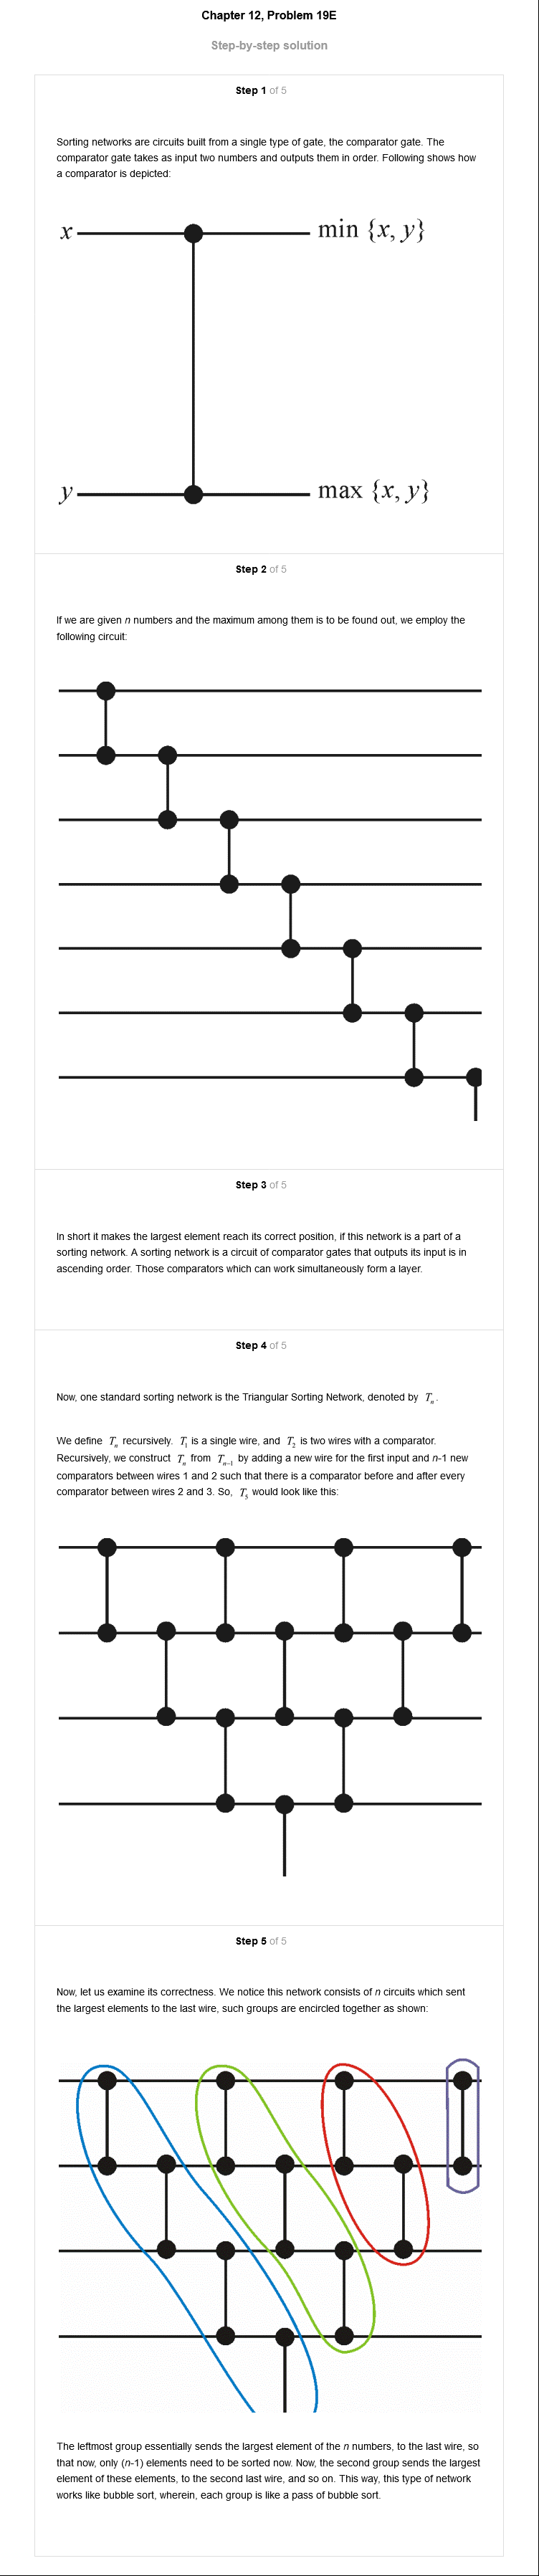 Chapter 12, Problem 19E
Step-by-step solution
Step 1 of 5
Sorting networks are circuits built from a single type of gate, the comparator gate. The
comparator gate takes as input two numbers and outputs them in order. Following shows how
a comparator is depicted:
x min {x, y}
y max {x, y}
Step 2 of 5
If we are given n numbers and the maximum among them is to be found out, we employ the
following circuit:
Step 3 of 5
In short it makes the largest element reach its correct position, if this network is a part of a
sorting network. A sorting network is a circuit of comparator gates that outputs its input is in
ascending order. Those comparators which can work simultaneously form a layer.
Step 4 of 5
Now, one standard sorting network is the Triangular Sorting Network, denoted by Tₙ.
We define Tₙ recursively. T₁ is a single wire, and T₂ is two wires with a comparator.
Recursively, we construct Tₙ from Tₙ₋₁ by adding a new wire for the first input and n-1 new
comparators between wires 1 and 2 such that there is a comparator before and after every
comparator between wires 2 and 3. So, T₅ would look like this:
Step 5 of 5
Now, let us examine its correctness. We notice this network consists of n circuits which sent
the largest elements to the last wire, such groups are encircled together as shown:
The leftmost group essentially sends the largest element of the n numbers, to the last wire, so
that now, only (n-1) elements need to be sorted now. Now, the second group sends the largest
element of these elements, to the second last wire, and so on. This way, this type of network
works like bubble sort, wherein, each group is like a pass of bubble sort.